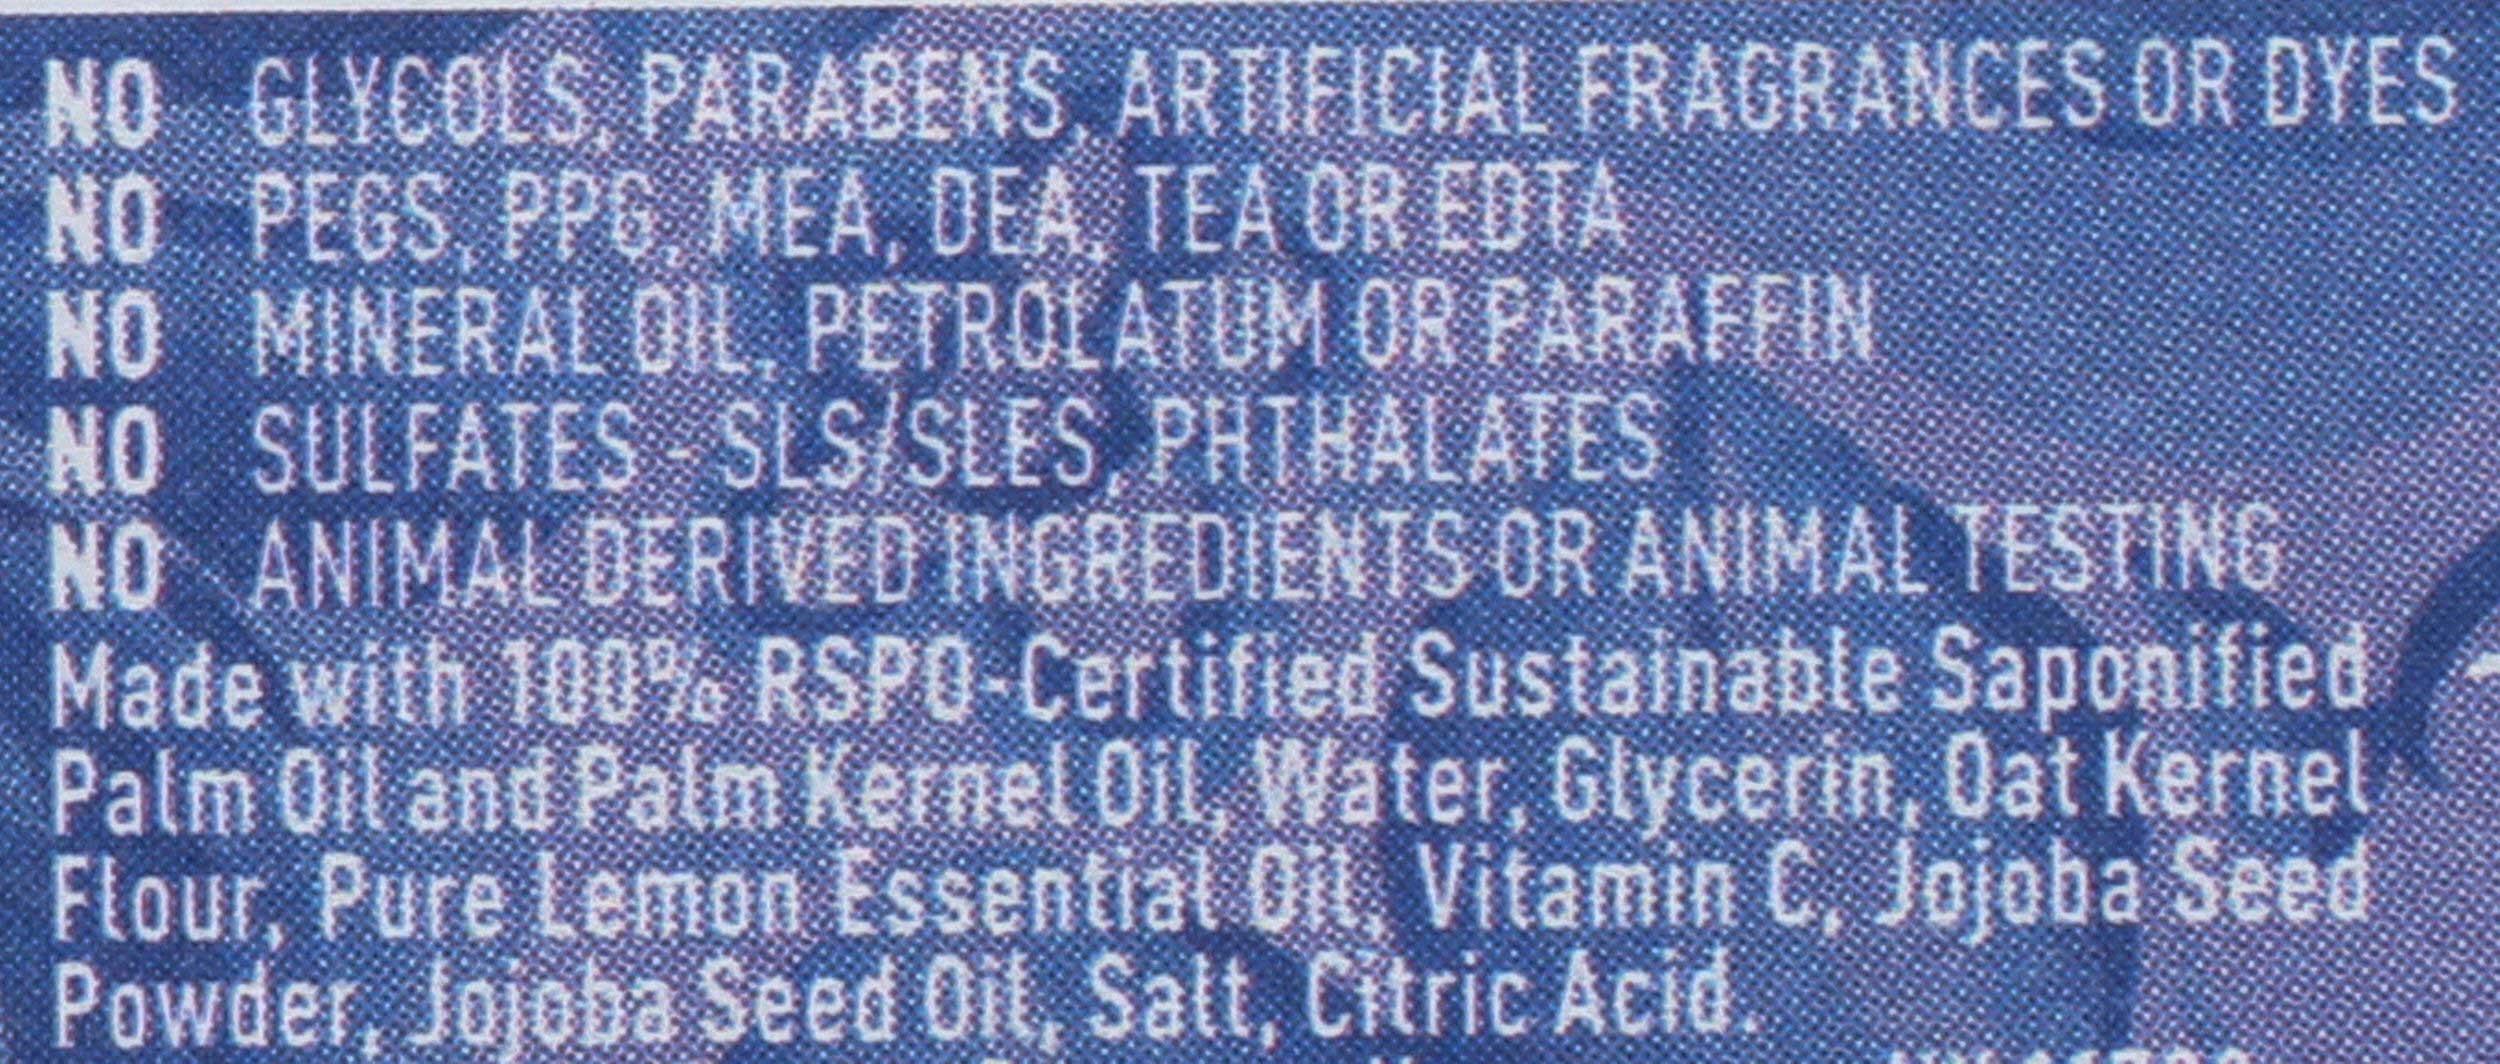 NO GLYCOLS, PARABENS, ARTIFICIAL FRAGRANCES OR DYES
NO PEGS, PPG, MEA, DEA, TEA OR EDTA
NO MINERAL OIL, PETROLATUM OR PARAFFIN
NO SULFATES - SLS/SLES, PHTHALATES
NO ANIMAL DERIVED INGREDIENTS OR ANIMAL TESTING
Made with 100% RSPO-Certified Sustainable Saponified
Palm Oil and Palm Kernel Oil, Water, Glycerin, Oat Kernel
Flour, Pure Lemon Essential Oil, Vitamin C, Jojoba Seed
Powder, Jojoba Seed Oil, Salt, Citric Acid.